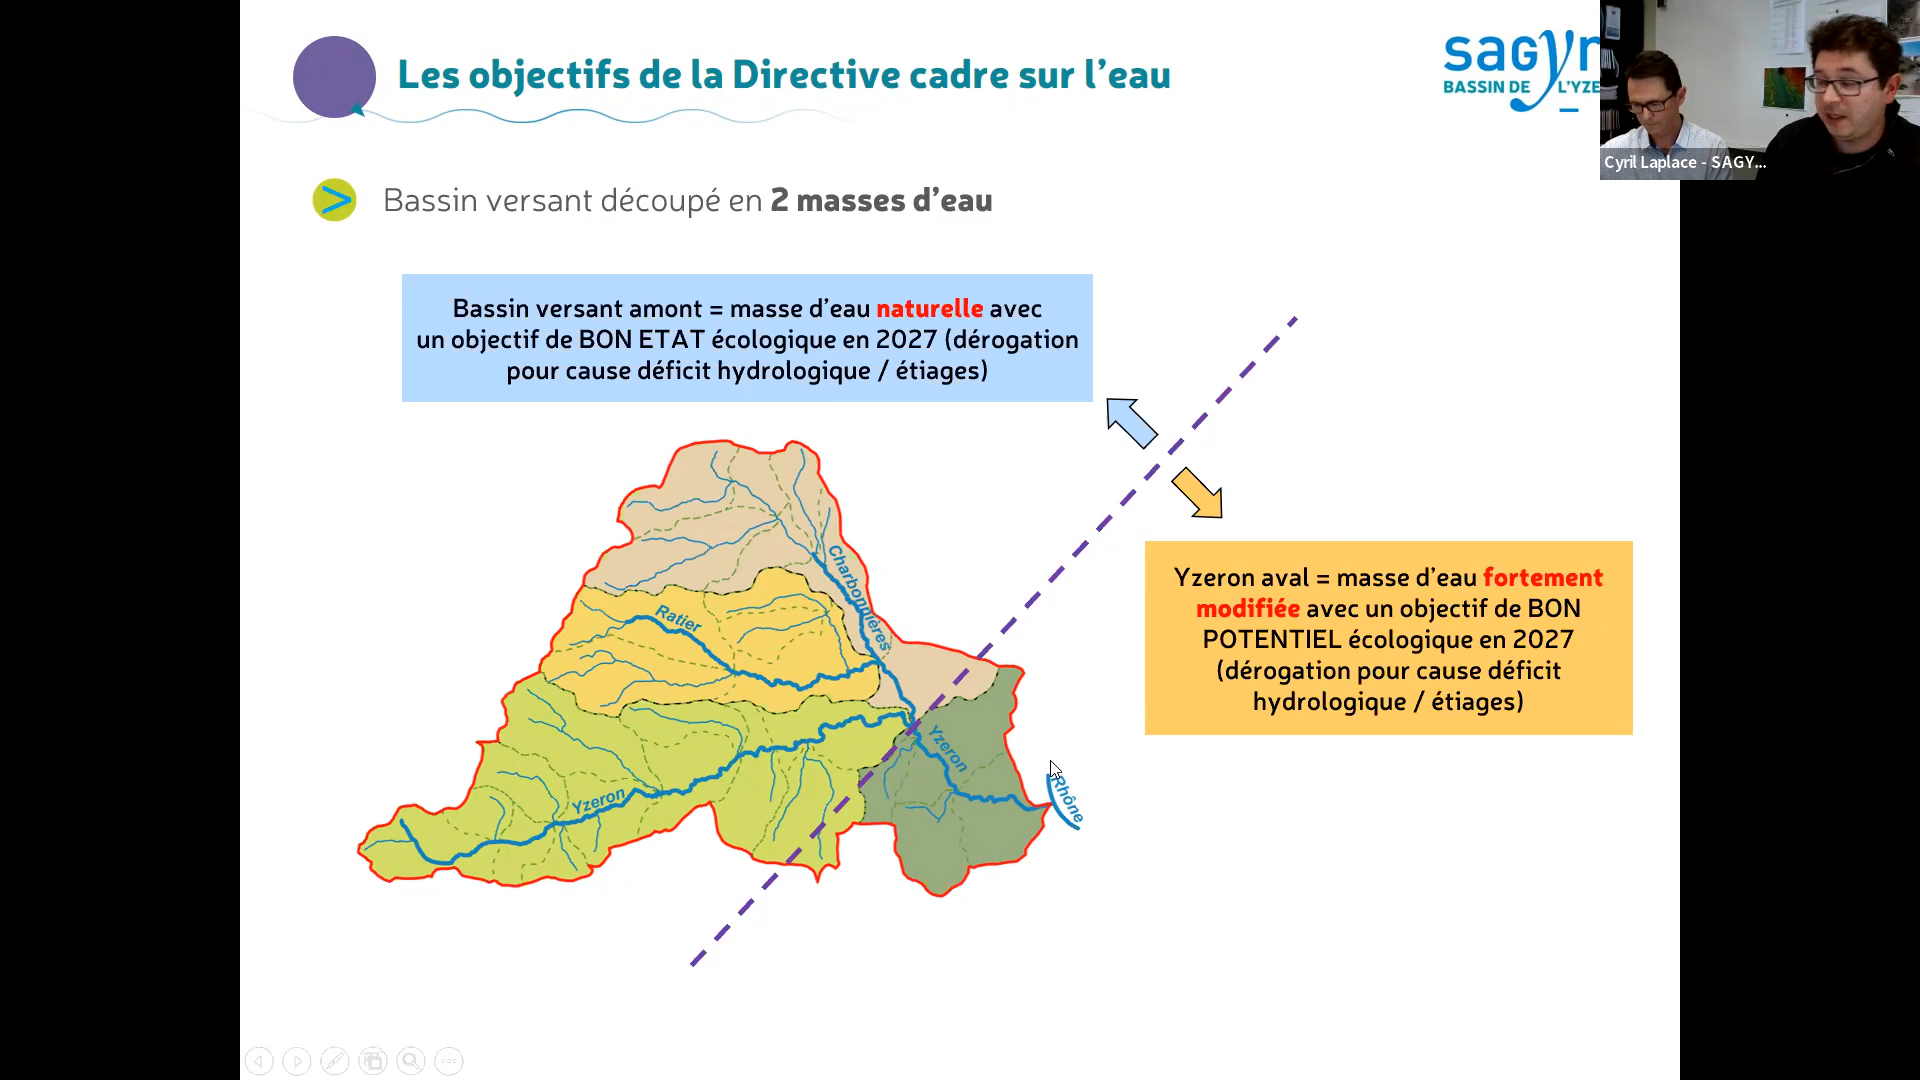 Les objectifs de la Directive cadre sur l'eau
sagyr
BASSIN DE L'YZE
Cyril Laplace - SAGY...
Bassin versant découpé en 2 masses d'eau
Bassin versant amont = masse d'eau naturelle avec
un objectif de BON ETAT écologique en 2027 (dérogation
pour cause déficit hydrologique / étiages)
Yzeron aval = masse d'eau fortement
modifiée avec un objectif de BON
POTENTIEL écologique en 2027
(dérogation pour cause déficit
hydrologique / étiages)
Charbonnières
Ratier
Yzeron
Yzeron
Rhône